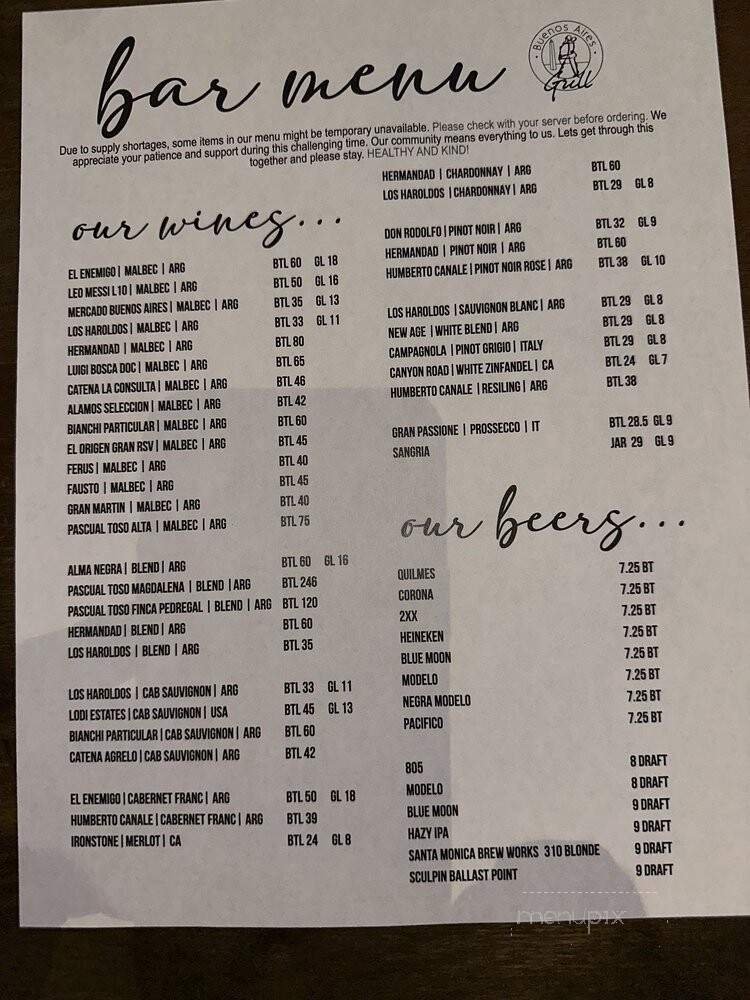 bar menu
Buenos Aires
Grill
Due to supply shortages, some items in our menu might be temporary unavailable. Please check with your server before ordering. We
appreciate your patience and support during this challenging time. Our community means everything to us. Lets get through this
together and please stay. HEALTHY AND KIND!
our wines...
EL ENEMIGO | MALBEC | ARG BTL 60 GL 18
LEO MESSI L10 | MALBEC | ARG BTL 50 GL 16
MERCADO BUENOS AIRES | MALBEC | ARG BTL 35 GL 13
LOS HAROLDOS | MALBEC | ARG BTL 33 GL 11
HERMANDAD | MALBEC | ARG BTL 80
LUIGI BOSCA DOC | MALBEC | ARG BTL 65
CATENA LA CONSULTA | MALBEC | ARG BTL 46
ALAMOS SELECCION | MALBEC | ARG BTL 42
BIANCHI PARTICULAR | MALBEC | ARG BTL 60
EL ORIGEN GRAN RSV | MALBEC | ARG BTL 45
FERUS | MALBEC | ARG BTL 40
FAUSTO | MALBEC | ARG BTL 45
GRAN MARTIN | MALBEC | ARG BTL 40
PASCUAL TOSO ALTA | MALBEC | ARG BTL 75
ALMA NEGRA | BLEND | ARG BTL 60 GL 16
PASCUAL TOSO MAGDALENA | BLEND | ARG BTL 246
PASCUAL TOSO FINCA PEDREGAL | BLEND | ARG BTL 120
HERMANDAD | BLEND | ARG BTL 60
LOS HAROLDOS | BLEND | ARG BTL 35
LOS HAROLDOS | CAB SAUVIGNON | ARG BTL 33 GL 11
LODI ESTATES | CAB SAUVIGNON | USA BTL 45 GL 13
BIANCHI PARTICULAR | CAB SAUVIGNON | ARG BTL 60
CATENA AGRELO | CAB SAUVIGNON | ARG BTL 42
EL ENEMIGO | CABERNET FRANC | ARG BTL 50 GL 18
HUMBERTO CANALE | CABERNET FRANC | ARG BTL 39
IRONSTONE | MERLOT | CA BTL 24 GL 8
HERMANDAD | CHARDONNAY | ARG BTL 60
LOS HAROLDOS | CHARDONNAY | ARG BTL 29 GL 8
DON RODOLFO | PINOT NOIR | ARG BTL 32 GL 9
HERMANDAD | PINOT NOIR | ARG BTL 60
HUMBERTO CANALE | PINOT NOIR ROSE | ARG BTL 38 GL 10
LOS HAROLDOS | SAUVIGNON BLANC | ARG BTL 29 GL 8
NEW AGE | WHITE BLEND | ARG BTL 29 GL 8
CAMPAGNOLA | PINOT GRIGIO | ITALY BTL 29 GL 8
CANYON ROAD | WHITE ZINFANDEL | CA BTL 24 GL 7
HUMBERTO CANALE | RESILING | ARG BTL 38
GRAN PASSIONE | PROSSECCO | IT BTL 28.5 GL 9
SANGRIA JAR 29 GL 9
our beers...
QUILMES 7.25 BT
CORONA 7.25 BT
2XX 7.25 BT
HEINEKEN 7.25 BT
BLUE MOON 7.25 BT
MODELO 7.25 BT
NEGRA MODELO 7.25 BT
PACIFICO 7.25 BT
805 8 DRAFT
MODELO 8 DRAFT
BLUE MOON 9 DRAFT
HAZY IPA 9 DRAFT
SANTA MONICA BREW WORKS 310 BLONDE 9 DRAFT
SCULPIN BALLAST POINT 9 DRAFT
menupix